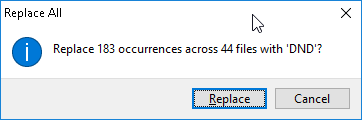 Replace All
Replace 183 occurrences across 44 files with 'DND'?
Replace
Cancel